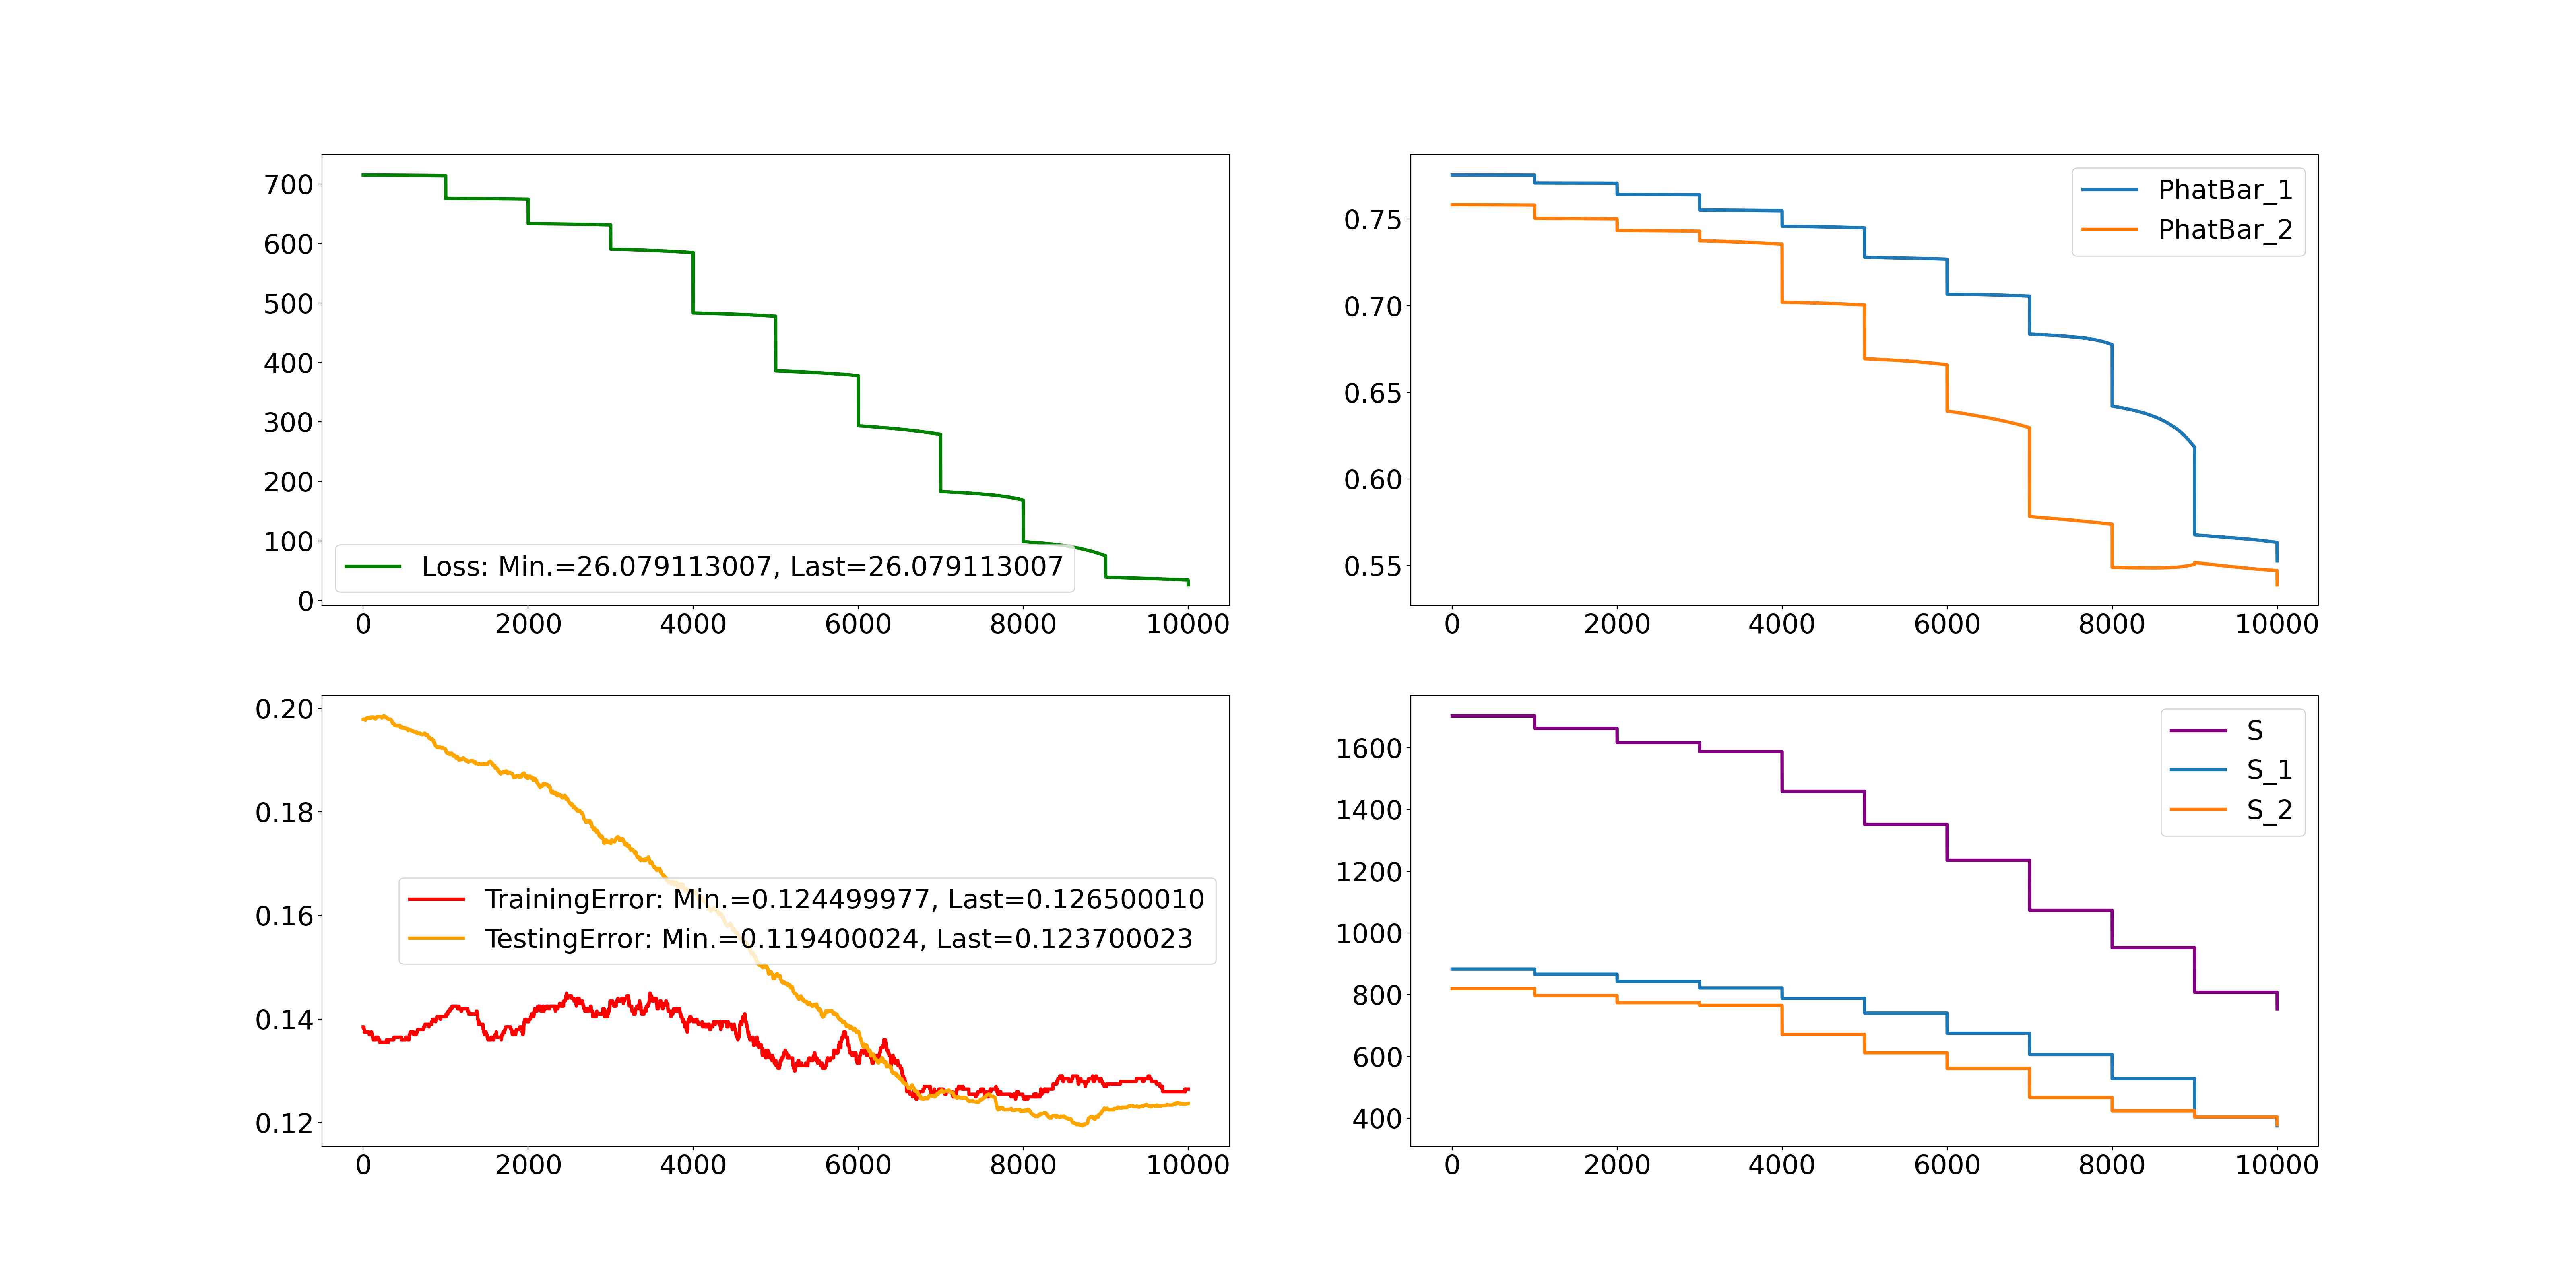 700
600
500
400
300
200
100
0
Loss: Min.=26.079113007, Last=26.079113007
0 2000 4000 6000 8000 10000
0.75
0.70
0.65
0.60
0.55
PhatBar_1
PhatBar_2
0 2000 4000 6000 8000 10000
0.20
0.18
0.16
0.14
0.12
TrainingError: Min.=0.124499977, Last=0.126500010
TestingError: Min.=0.119400024, Last=0.123700023
0 2000 4000 6000 8000 10000
1600
1400
1200
1000
800
600
400
S
S_1
S_2
0 2000 4000 6000 8000 10000